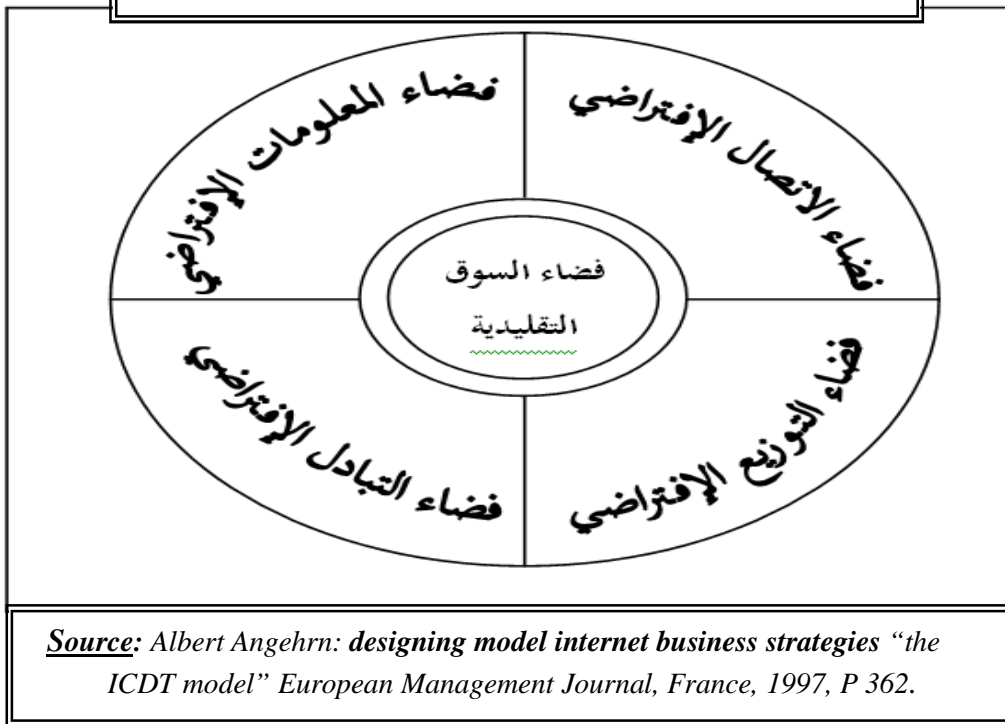 فضاء المعلومات الإفتراضي
فضاء الاتصال الإفتراضي
فضاء السوق
التقليدية
فضاء التبادل الإفتراضي
فضاء التوزيع الإفتراضي
Source: Albert Angehrn: designing model internet business strategies “the
ICDT model” European Management Journal, France, 1997, P 362.